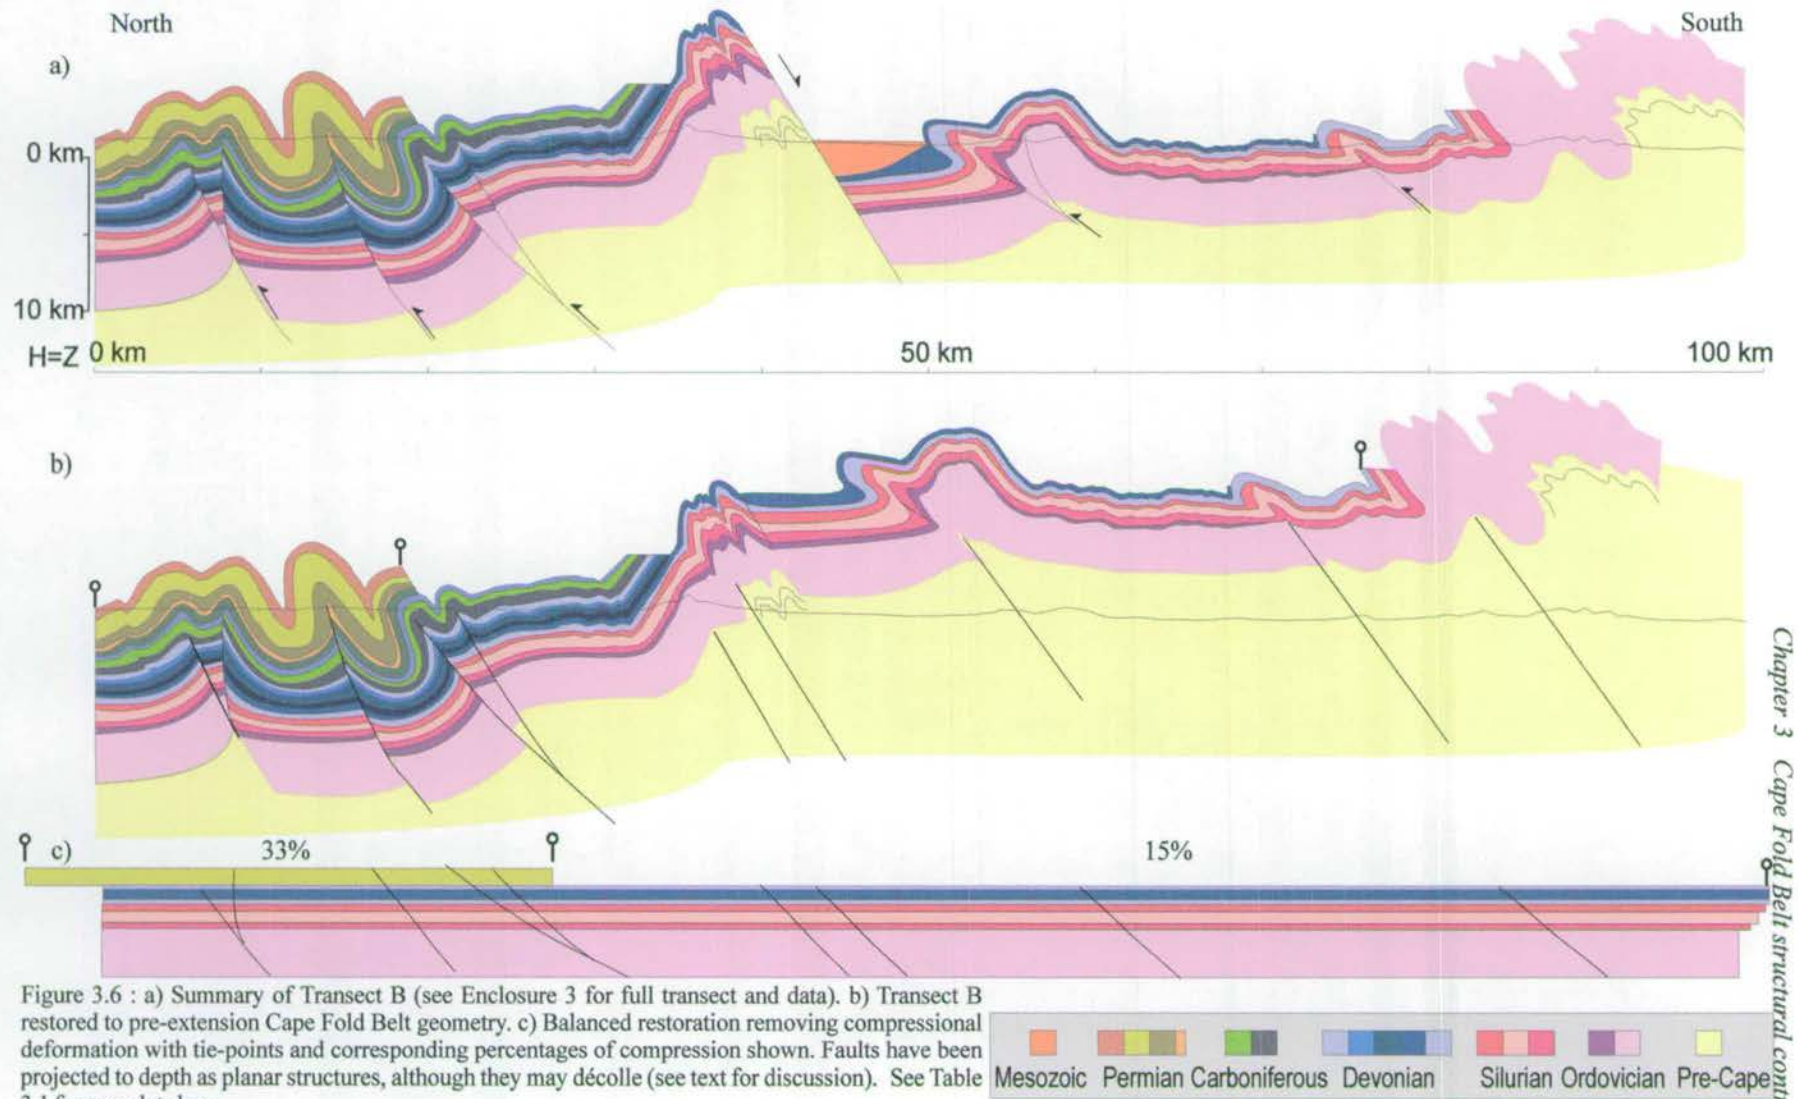 North
South
a)
0 km
10 km
H=Z 0 km
50 km
100 km
b)
c)
33%
15%
Figure 3.6 : a) Summary of Transect B (see Enclosure 3 for full transect and data). b) Transect B
restored to pre-extension Cape Fold Belt geometry. c) Balanced restoration removing compressional
deformation with tie-points and corresponding percentages of compression shown. Faults have been
projected to depth as planar structures, although they may décolle (see text for discussion). See Table
Mesozoic Permian Carboniferous Devonian Silurian Ordovician Pre-Cape
Chapter 3 Cape Fold Belt structural